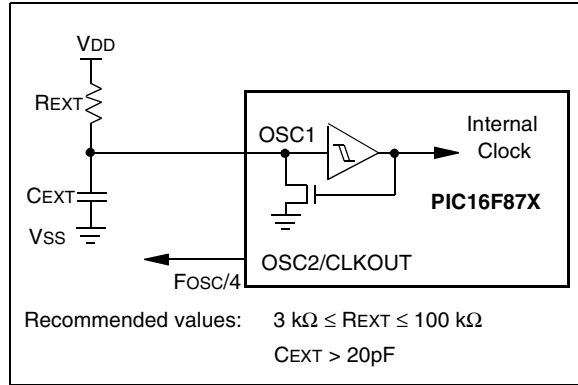 VDD
REXT
OSC1
Internal
Clock
CEXT
PIC16F87X
VSS
OSC2/CLKOUT
FOSC/4
Recommended values: 3 kΩ ≤ REXT ≤ 100 kΩ
CEXT > 20pF